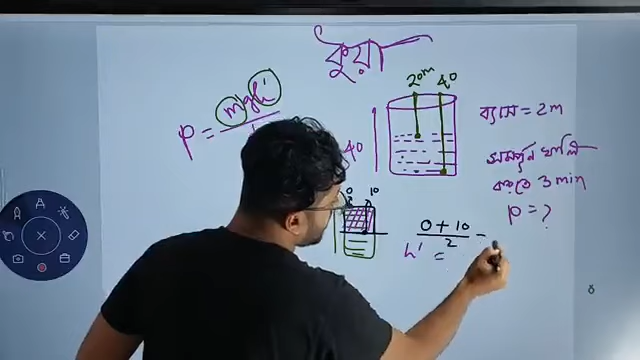 কুয়া
20m 40
ব্যাস = 2m
P = mgh'
40
সম্পূর্ন খালি
করতে 3 min
P = ?
0 10
h' = 0 + 10 / 2 =